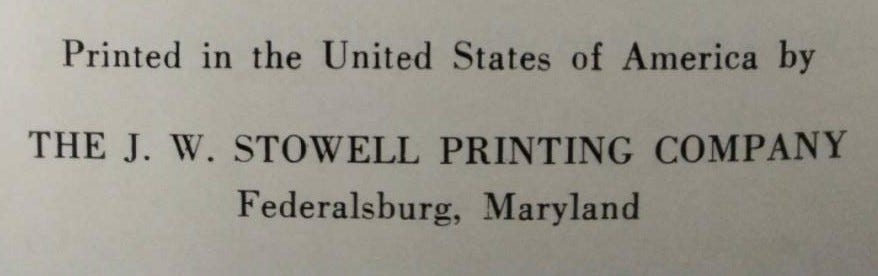 Printed in the United States of America by
THE J. W. STOWELL PRINTING COMPANY
Federalsburg, Maryland